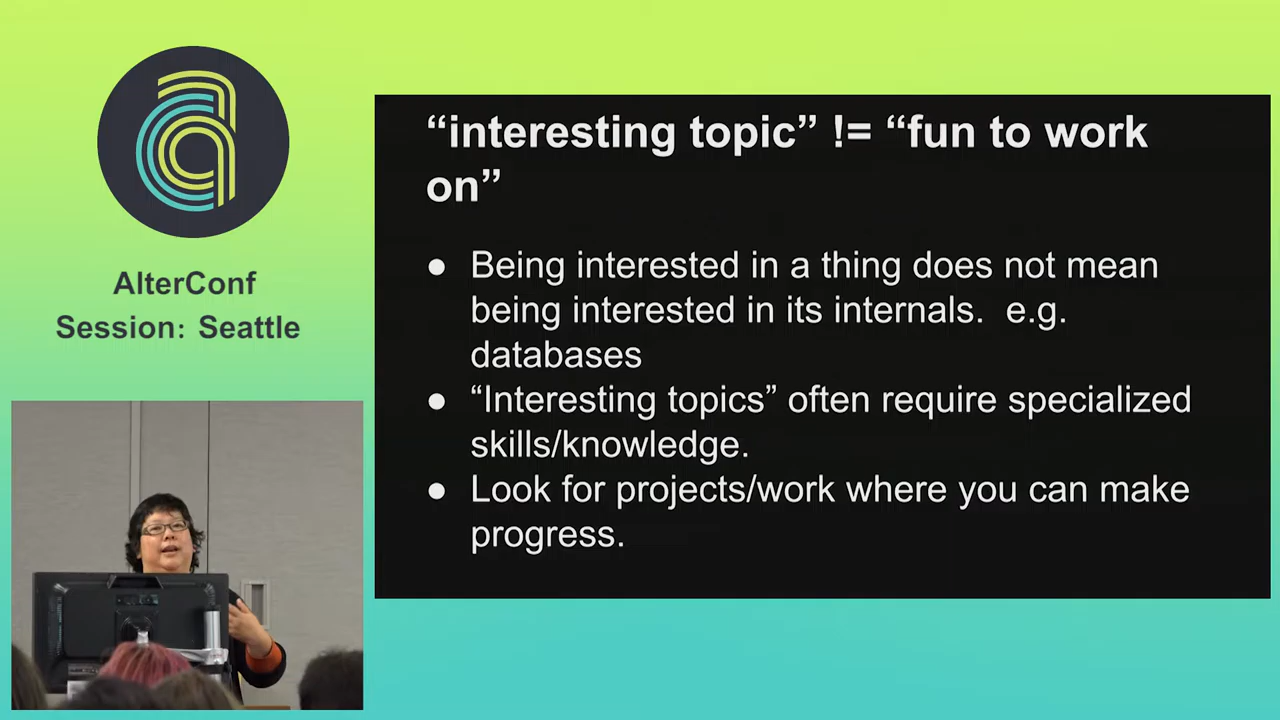 AlterConf
Session: Seattle
“interesting topic” != “fun to work
on”
● Being interested in a thing does not mean
being interested in its internals.  e.g.
databases
● “Interesting topics” often require specialized
skills/knowledge.
● Look for projects/work where you can make
progress.